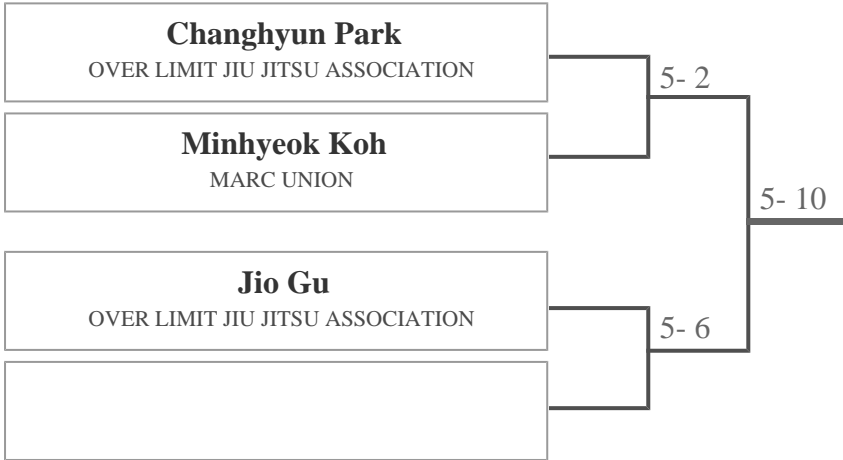 Changhyun Park
OVER LIMIT JIU JITSU ASSOCIATION
5- 2
Minhyeok Koh
MARC UNION
5- 10
Jio Gu
OVER LIMIT JIU JITSU ASSOCIATION
5- 6